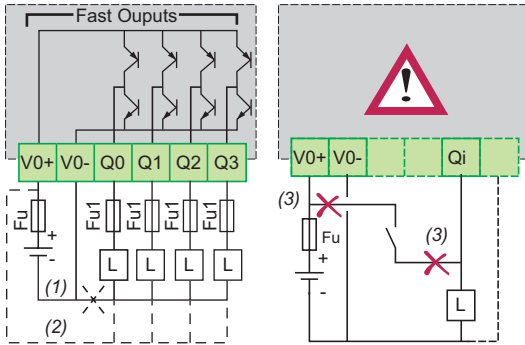 Fast Ouputs
V0+ V0- Q0 Q1 Q2 Q3
Fu Fu1 Fu1 Fu1 Fu1
+
-
L L L L
(1)
(2)
!
V0+ V0- Qi
(3)
Fu
(3)
+
-
L